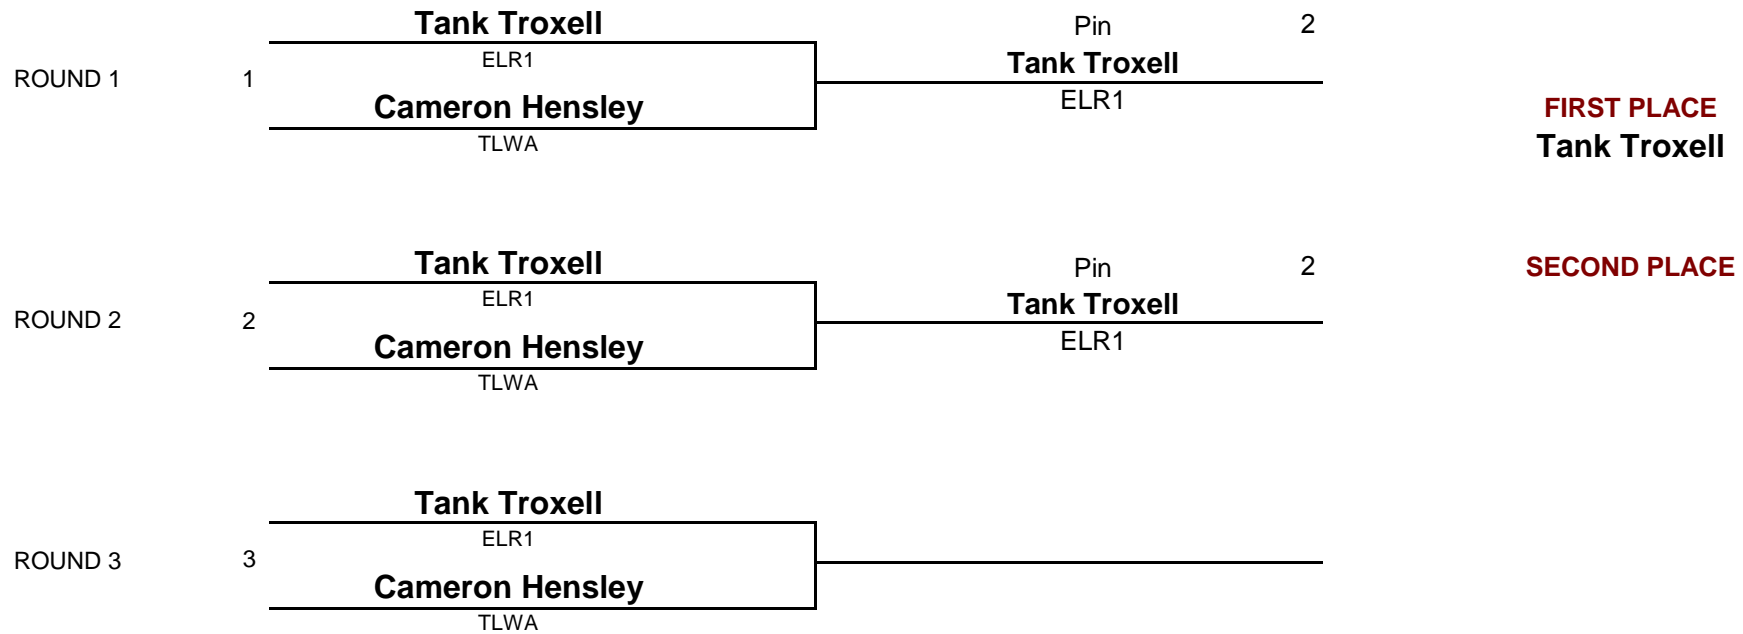 Tank Troxell
Pin 2
ELR1
Tank Troxell
ROUND 1 1
Cameron Hensley
ELR1
FIRST PLACE
TLWA
Tank Troxell
Tank Troxell
Pin 2
SECOND PLACE
ELR1
Tank Troxell
ROUND 2 2
Cameron Hensley
ELR1
TLWA
Tank Troxell
ELR1
ROUND 3 3
Cameron Hensley
TLWA